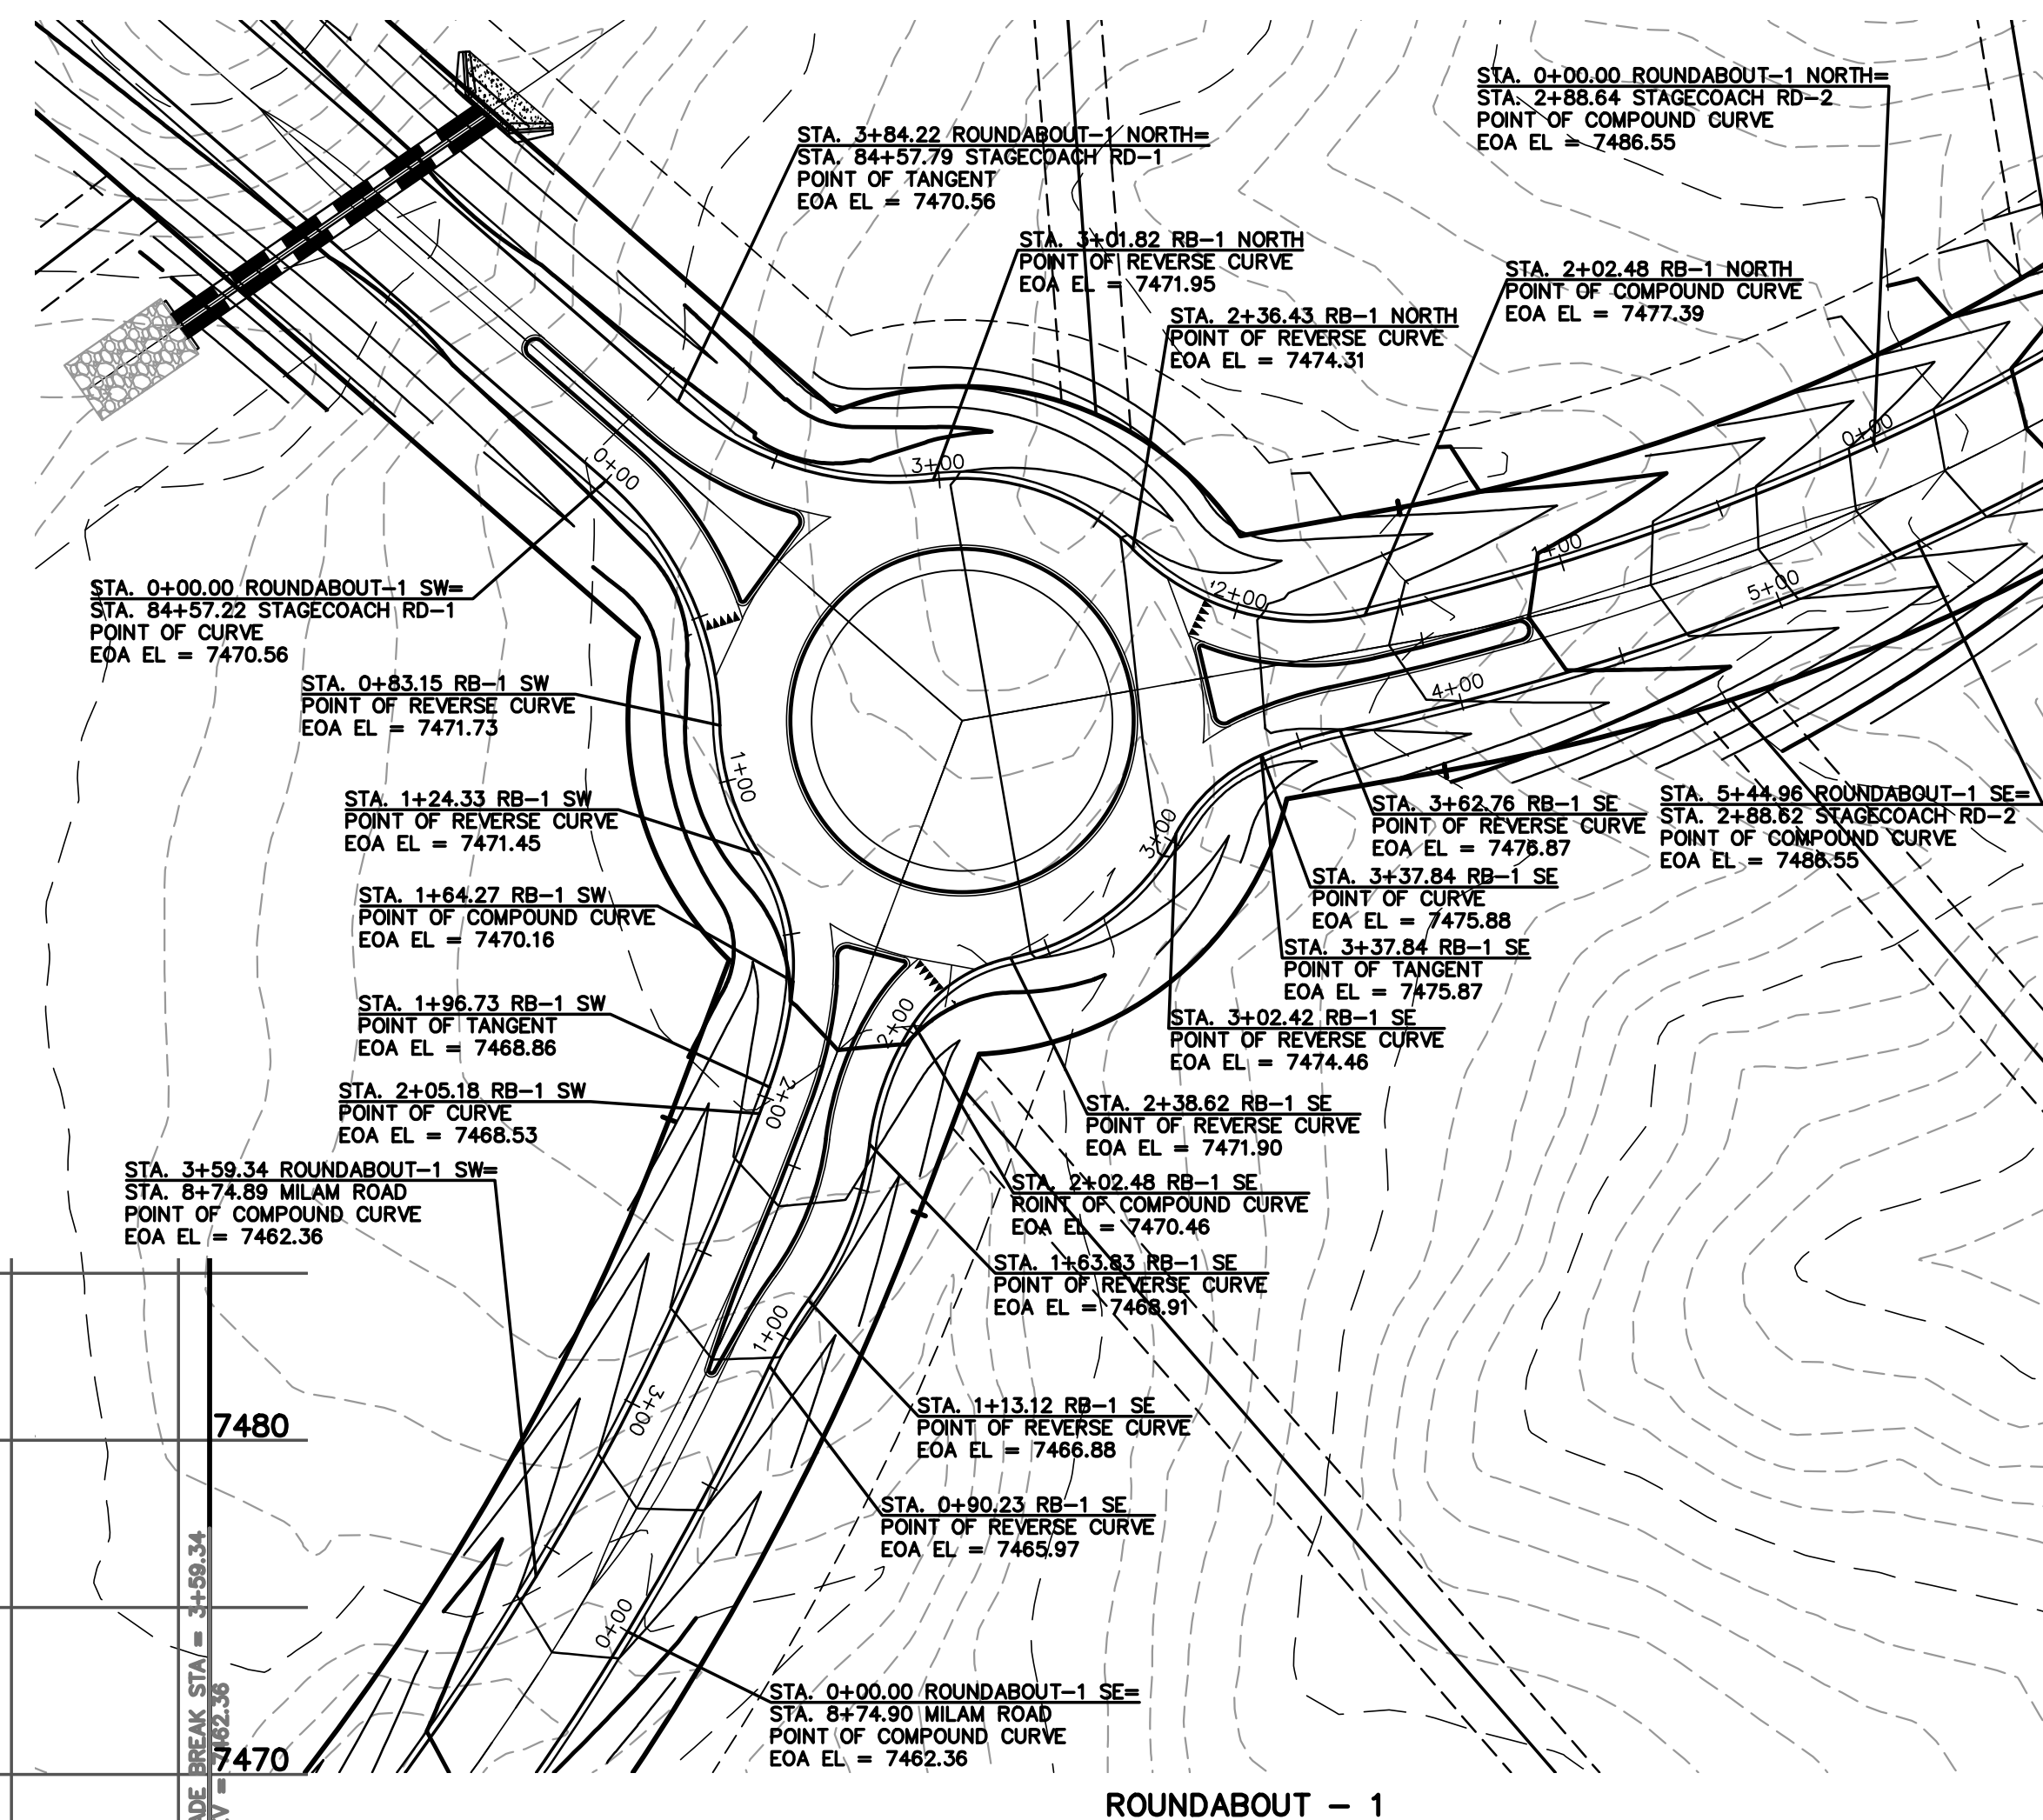 STA. 0+00.00 ROUNDABOUT-1 NORTH=
STA. 2+88.64 STAGECOACH RD-2
POINT OF COMPOUND CURVE
EOA EL = 7486.55
STA. 3+84.22 ROUNDABOUT-1 NORTH=
STA. 84+57.79 STAGECOACH RD-1
POINT OF TANGENT
EOA EL = 7470.56
STA. 3+01.82 RB-1 NORTH
POINT OF REVERSE CURVE
EOA EL = 7471.95
STA. 2+02.48 RB-1 NORTH
POINT OF COMPOUND CURVE
EOA EL = 7477.39
STA. 2+36.43 RB-1 NORTH
POINT OF REVERSE CURVE
EOA EL = 7474.31
0+00
3+00
0+00
1+00
2+00
5+00
4+00
STA. 0+00.00 ROUNDABOUT-1 SW=
STA. 84+57.22 STAGECOACH RD-1
POINT OF CURVE
EOA EL = 7470.56
STA. 0+83.15 RB-1 SW
POINT OF REVERSE CURVE
EOA EL = 7471.73
1+00
STA. 1+24.33 RB-1 SW
POINT OF REVERSE CURVE
EOA EL = 7471.45
3+00
STA. 3+62.76 RB-1 SE
POINT OF REVERSE CURVE
EOA EL = 7476.87
STA. 5+44.96 ROUNDABOUT-1 SE=
STA. 2+88.62 STAGECOACH RD-2
POINT OF COMPOUND CURVE
EOA EL = 7486.55
STA. 3+37.84 RB-1 SE
POINT OF CURVE
EOA EL = 7475.88
STA. 1+64.27 RB-1 SW
POINT OF COMPOUND CURVE
EOA EL = 7470.16
STA. 3+37.84 RB-1 SE
POINT OF TANGENT
EOA EL = 7475.87
STA. 1+96.73 RB-1 SW
POINT OF TANGENT
EOA EL = 7468.86
2+00
STA. 3+02.42 RB-1 SE
POINT OF REVERSE CURVE
EOA EL = 7474.46
STA. 2+05.18 RB-1 SW
POINT OF CURVE
EOA EL = 7468.53
2+00
STA. 2+38.62 RB-1 SE
POINT OF REVERSE CURVE
EOA EL = 7471.90
STA. 3+59.34 ROUNDABOUT-1 SW=
STA. 8+74.89 MILAM ROAD
POINT OF COMPOUND CURVE
EOA EL = 7462.36
STA. 2+02.48 RB-1 SE
POINT OF COMPOUND CURVE
EOA EL = 7470.46
STA. 1+63.83 RB-1 SE
POINT OF REVERSE CURVE
EOA EL = 7468.91
1+00
3+00
STA. 1+13.12 RB-1 SE
POINT OF REVERSE CURVE
EOA EL = 7466.88
7480
STA. 0+90.23 RB-1 SE
POINT OF REVERSE CURVE
EOA EL = 7465.97
0+00
STA. 0+00.00 ROUNDABOUT-1 SE=
STA. 8+74.90 MILAM ROAD
POINT OF COMPOUND CURVE
EOA EL = 7462.36
7470
BREAK STA = 3+59.34
= 7462.36
ROUNDABOUT - 1